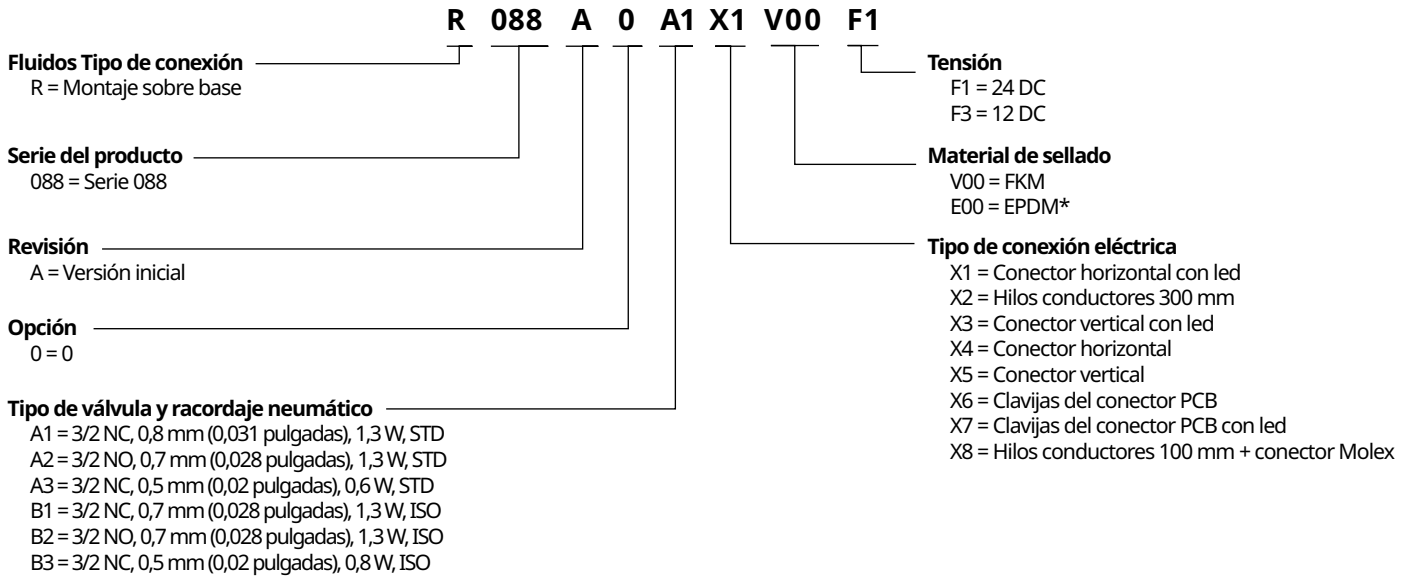 R 088 A 0 A1 X1 V00 F1
Fluidos Tipo de conexión
R = Montaje sobre base
Serie del producto
088 = Serie 088
Revisión
A = Versión inicial
Opción
0 = 0
Tipo de válvula y racordaje neumático
A1 = 3/2 NC, 0,8 mm (0,031 pulgadas), 1,3 W, STD
A2 = 3/2 NO, 0,7 mm (0,028 pulgadas), 1,3 W, STD
A3 = 3/2 NC, 0,5 mm (0,02 pulgadas), 0,6 W, STD
B1 = 3/2 NC, 0,7 mm (0,028 pulgadas), 1,3 W, ISO
B2 = 3/2 NO, 0,7 mm (0,028 pulgadas), 1,3 W, ISO
B3 = 3/2 NC, 0,5 mm (0,02 pulgadas), 0,8 W, ISO
Tensión
F1 = 24 DC
F3 = 12 DC
Material de sellado
V00 = FKM
E00 = EPDM*
Tipo de conexión eléctrica
X1 = Conector horizontal con led
X2 = Hilos conductores 300 mm
X3 = Conector vertical con led
X4 = Conector horizontal
X5 = Conector vertical
X6 = Clavijas del conector PCB
X7 = Clavijas del conector PCB con led
X8 = Hilos conductores 100 mm + conector Molex